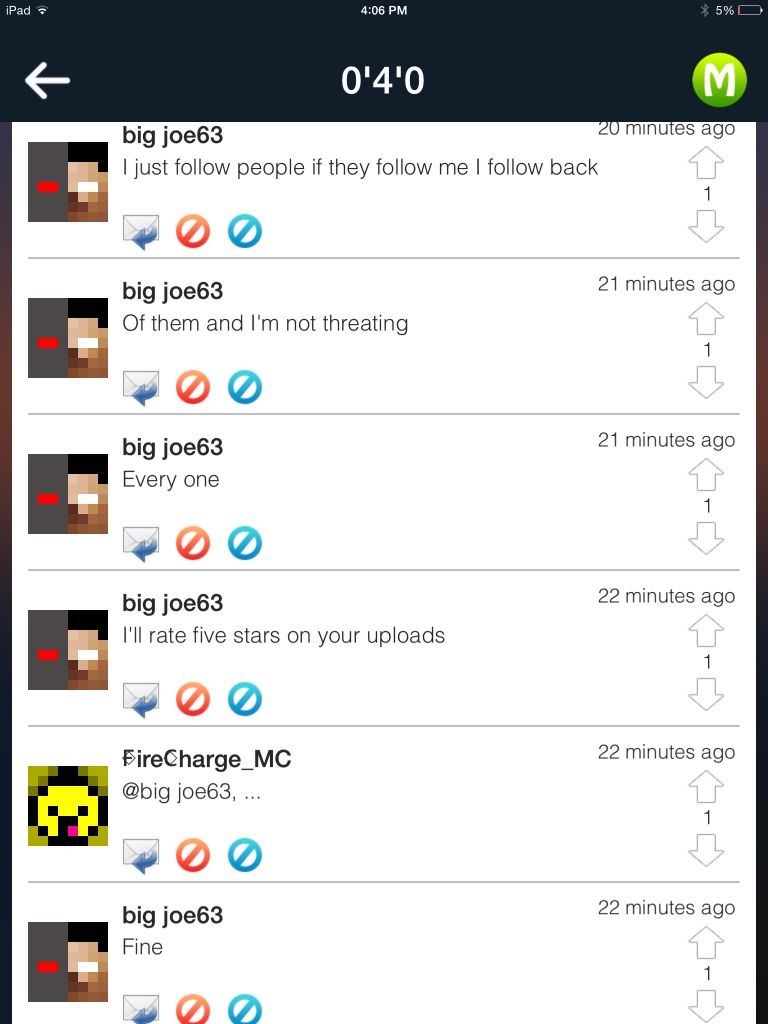 iPad 4:06 PM 5%
0'4'0 M
big joe63 20 minutes ago
I just follow people if they follow me I follow back
1
big joe63 21 minutes ago
Of them and I'm not threating
1
big joe63 21 minutes ago
Every one
1
big joe63 22 minutes ago
I'll rate five stars on your uploads
1
FireCharge_MC 22 minutes ago
@big joe63, ...
1
big joe63 22 minutes ago
Fine
1